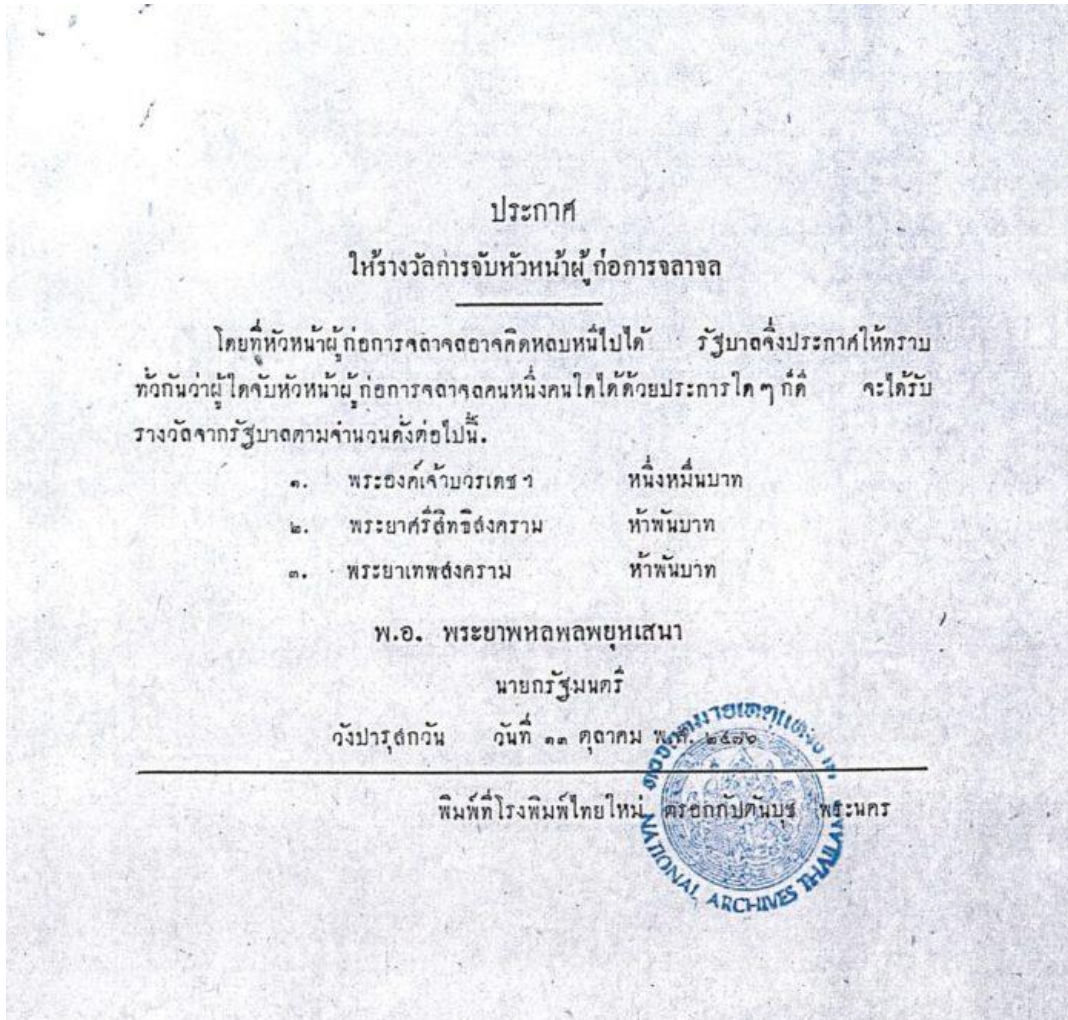 ประกาศ
ให้รางวัลการจับหัวหน้าผู้ก่อการจลาจล
โดยที่หัวหน้าผู้ก่อการจลาจลอาจคิดหลบหนีไปได้ รัฐบาลจึ่งประกาศให้ทราบ
ทั่วกันว่าผู้ใดจับหัวหน้าผู้ก่อการจลาจลคนหนึ่งคนใดได้ด้วยประการใด ๆ ก็ดี จะได้รับ
รางวัลจากรัฐบาลตามจำนวนดั่งต่อไปนี้.
๑. พระองค์เจ้าบวรเดช ฯ หนึ่งหมื่นบาท
๒. พระยาศรีสิทธิสงคราม ห้าพันบาท
๓. พระยาเทพสงคราม ห้าพันบาท
พ.อ. พระยาพหลพลพยุหเสนา
นายกรัฐมนตรี
วังปารุสกวัน วันที่ ๑๓ ตุลาคม พ.ศ. ๒๔๗๖
พิมพ์ที่โรงพิมพ์ไทยใหม่ ตรอกกัปตันบุช พระนคร
หอจดหมายเหตุแห่งชาติ
NATIONAL ARCHIVES THAILAND